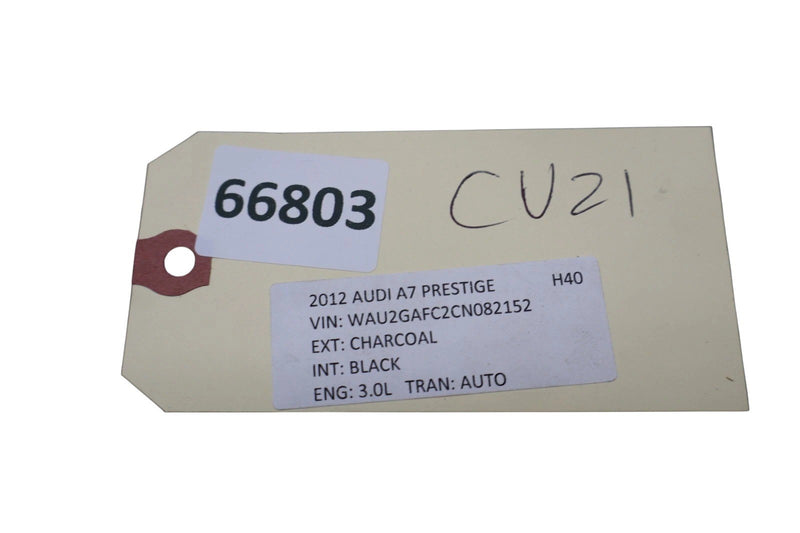 66803
CU21
2012 AUDI A7 PRESTIGE H40
VIN: WAU2GAFC2CN082152
EXT: CHARCOAL
INT: BLACK
ENG: 3.0L TRAN: AUTO